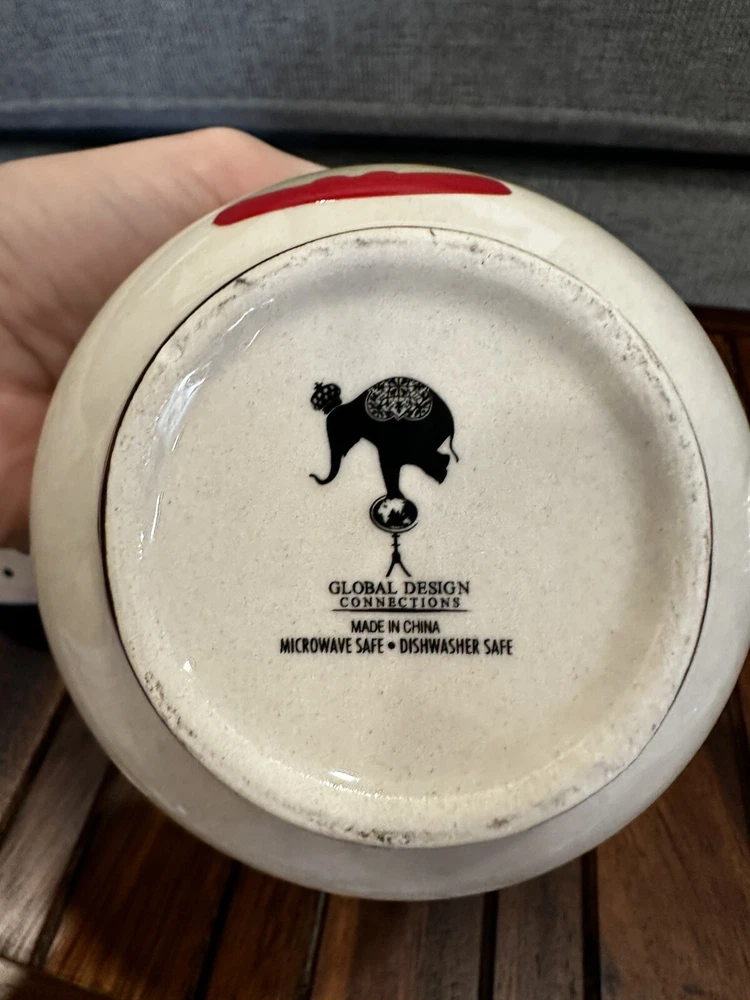 GLOBAL DESIGN
CONNECTIONS
MADE IN CHINA
MICROWAVE SAFE • DISHWASHER SAFE